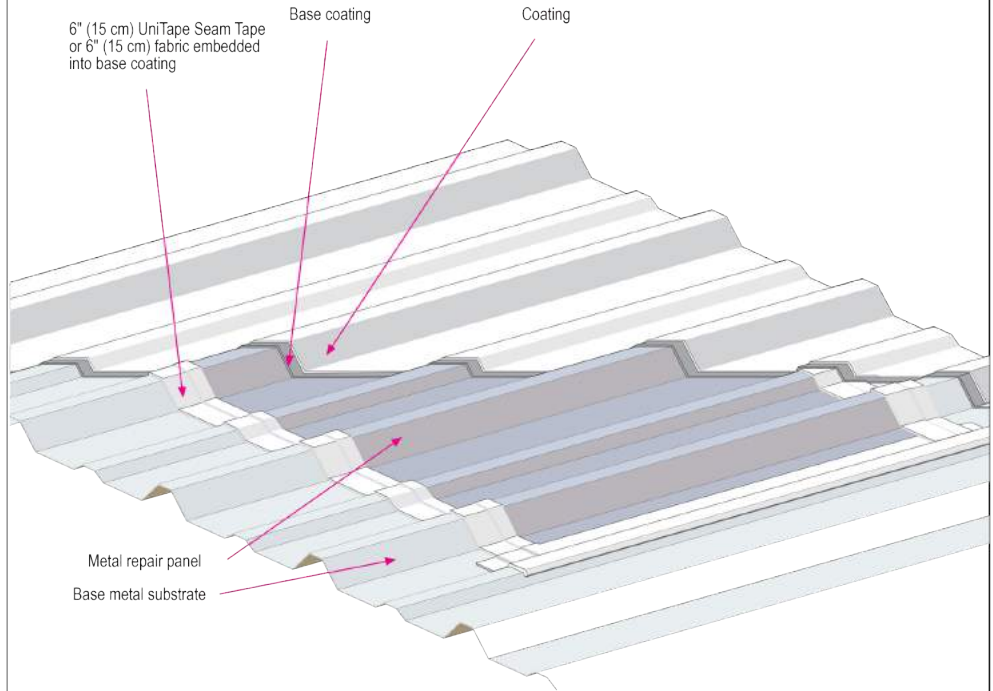 6" (15 cm) UniTape Seam Tape
or 6" (15 cm) fabric embedded
into base coating
Base coating
Coating
Metal repair panel
Base metal substrate